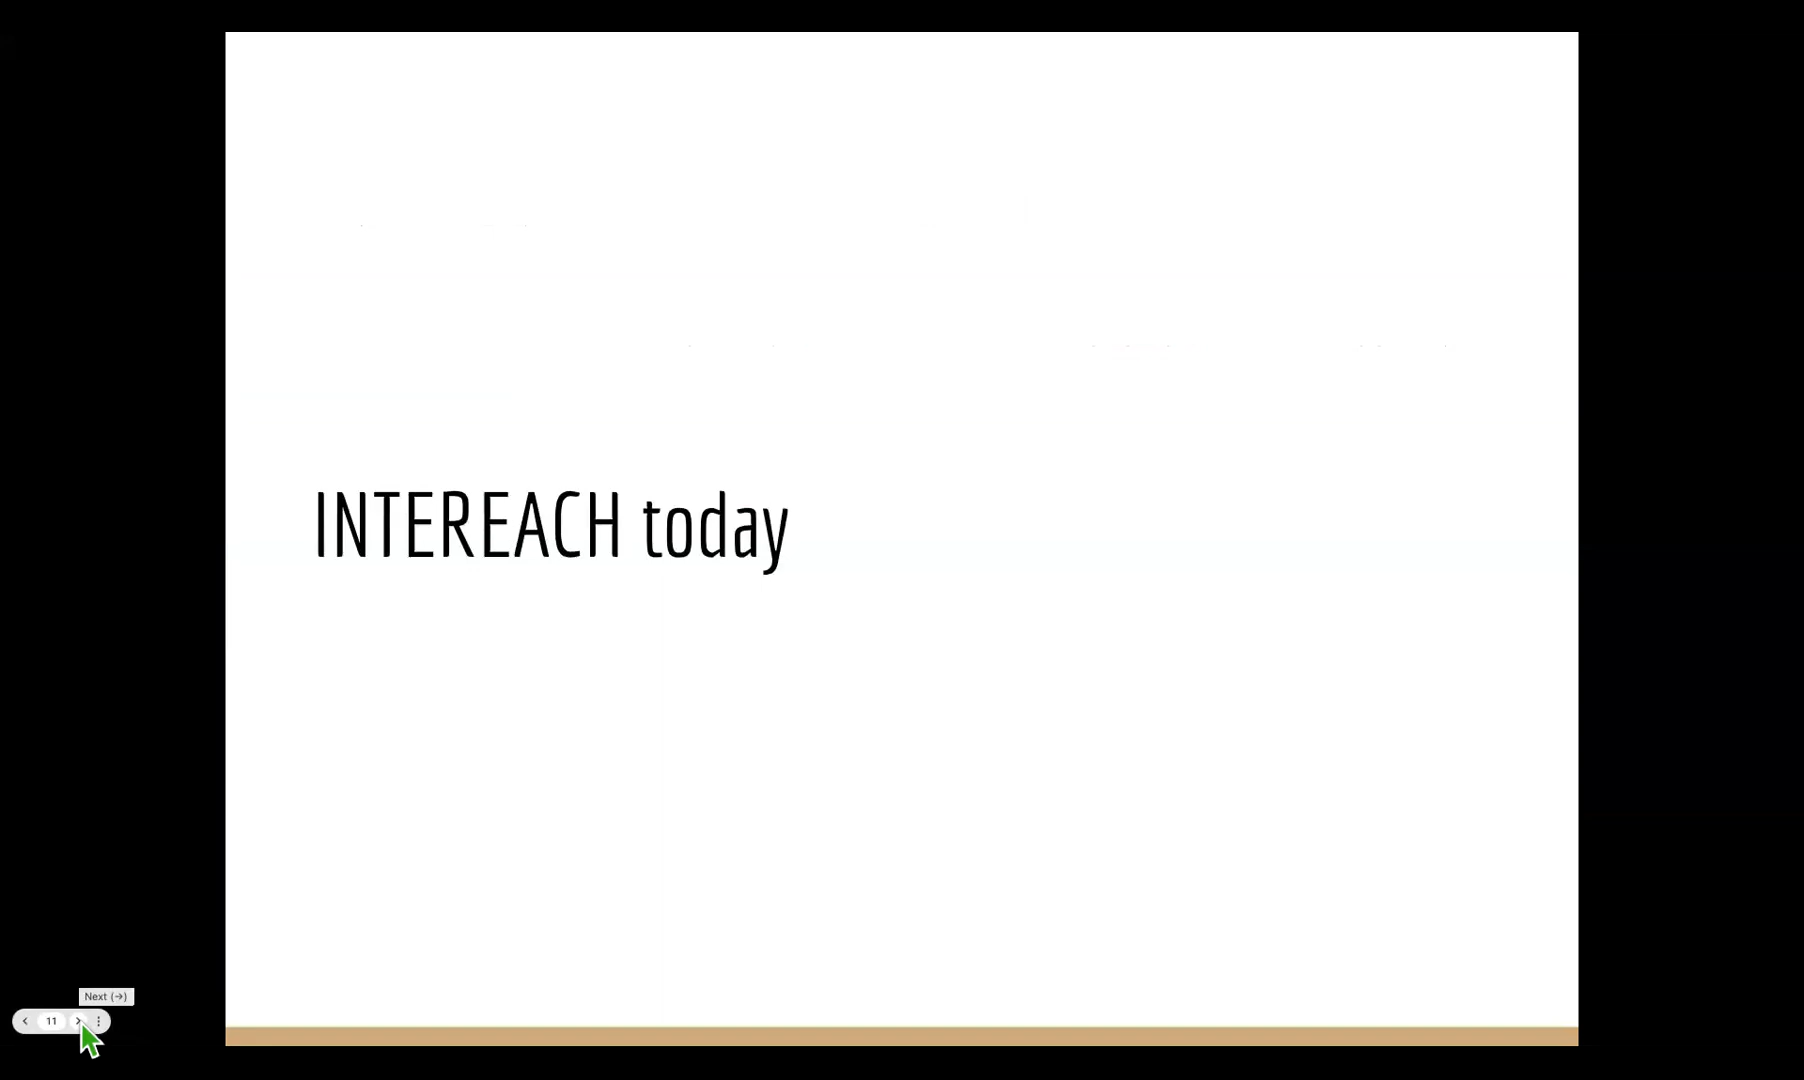 INTEREACH today
Next (→)
11